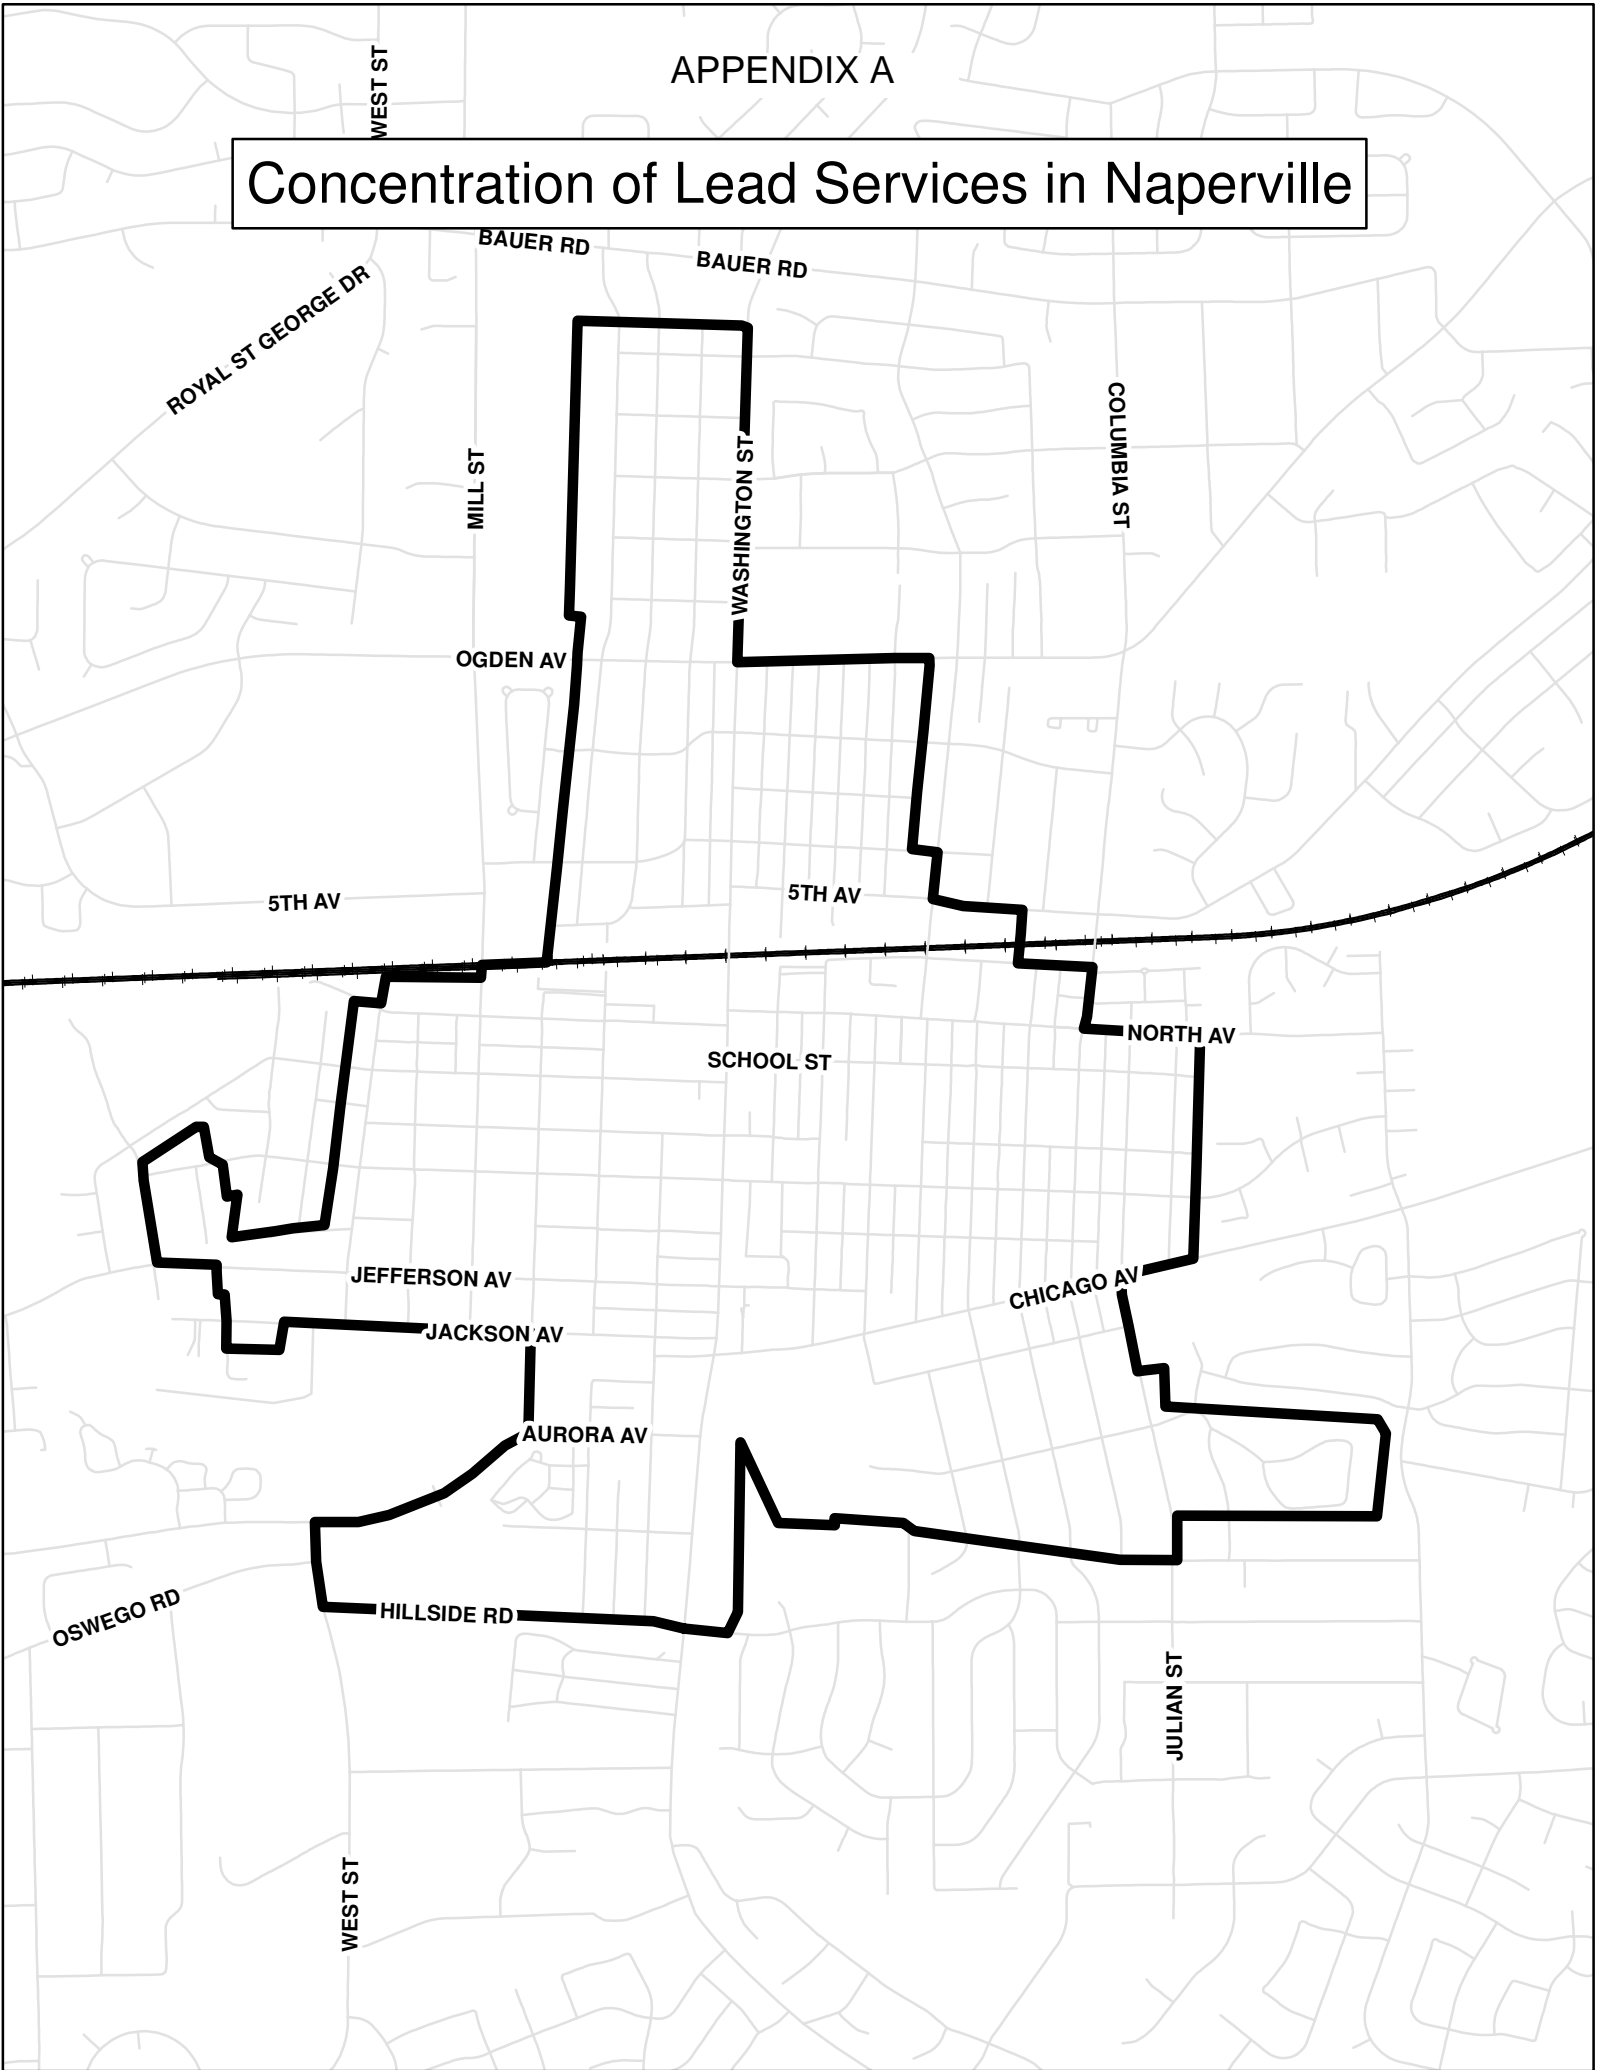 WEST ST
APPENDIX A
Concentration of Lead Services in Naperville
BAUER RD
BAUER RD
ROYAL ST GEORGE DR
COLUMBIA ST
MILL ST
WASHINGTON ST
OGDEN AV
5TH AV
5TH AV
NORTH AV
SCHOOL ST
JEFFERSON AV
CHICAGO AV
JACKSON AV
AURORA AV
OSWEGO RD
HILLSIDE RD
JULIAN ST
WEST ST